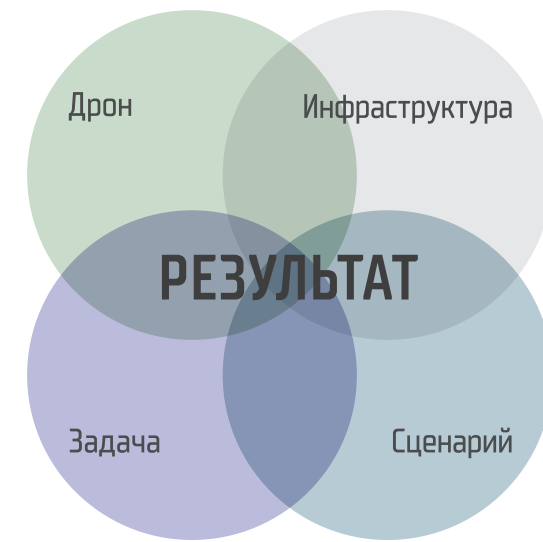 Дрон
Инфраструктура
РЕЗУЛЬТАТ
Задача
Сценарий